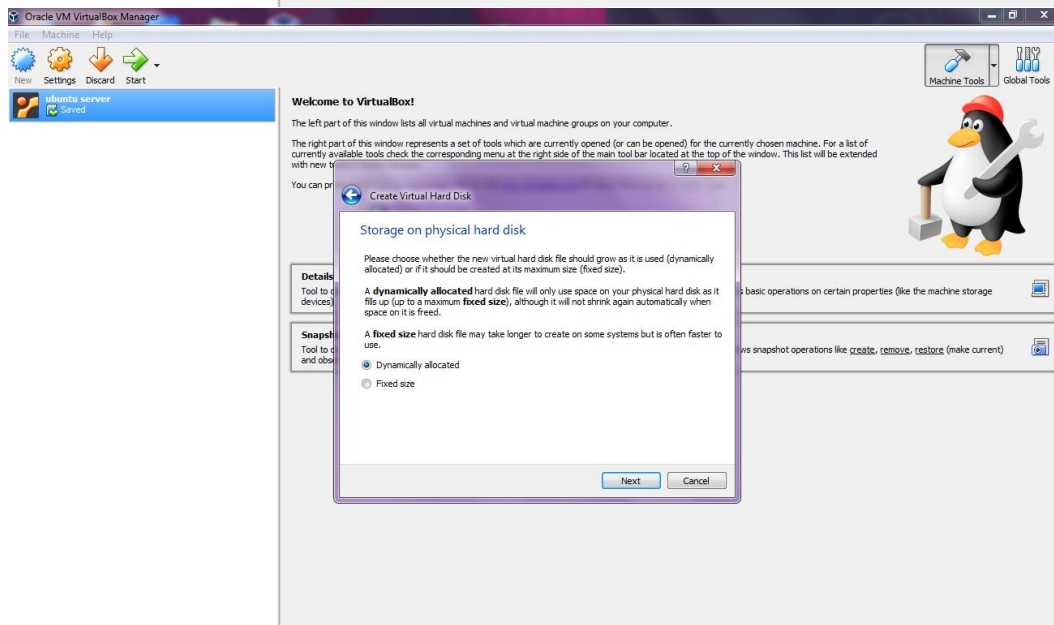 Oracle VM VirtualBox Manager
File Machine Help
New Settings Discard Start
Machine Tools Global Tools
ubuntu server
Saved
Welcome to VirtualBox!
The left part of this window lists all virtual machines and virtual machine groups on your computer.
The right part of this window represents a set of tools which are currently opened (or can be opened) for the currently chosen machine. For a list of
currently available tools check the corresponding menu at the right side of the main tool bar located at the top of the window. This list will be extended
with new
You can
Create Virtual Hard Disk
Storage on physical hard disk
Please choose whether the new virtual hard disk file should grow as it is used (dynamically
allocated) or if it should be created at its maximum size (fixed size).
A dynamically allocated hard disk file will only use space on your physical hard disk as it
fills up (up to a maximum fixed size), although it will not shrink again automatically when
space on it is freed.
A fixed size hard disk file may take longer to create on some systems but is often faster to
use.
Dynamically allocated
Fixed size
Next Cancel
Details
Tool to
basic operations on certain properties (like the machine storage
devices)
Tool to
snapshot operations like create, remove, restore (make current)
and